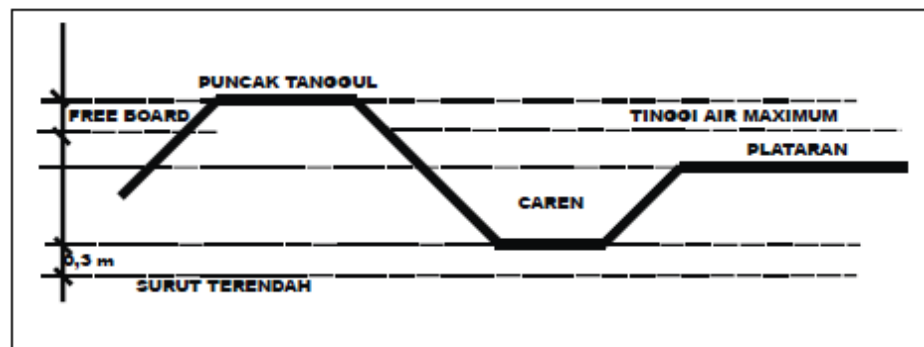 PUNCAK TANGGUL
FREE BOARD
TINGGI AIR MAXIMUM
PLATARAN
CAREN
0,3 m
SURUT TERENDAH